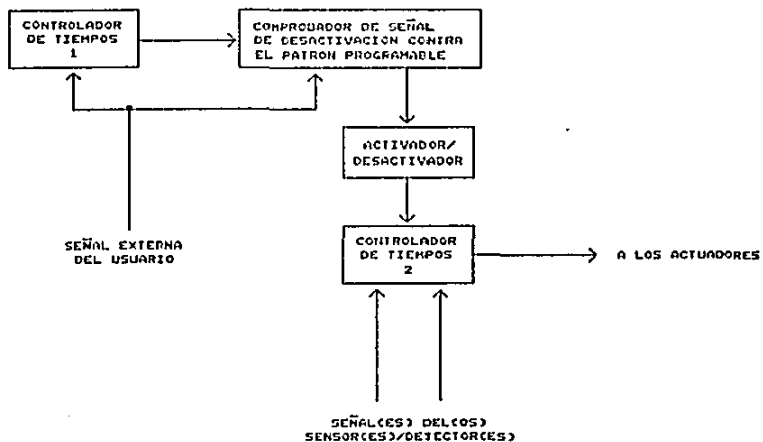 CONTROLADOR
DE TIEMPOS
1
COMPROBADOR DE SEÑAL
DE DESACTIVACION CONTRA
EL PATRON PROGRAMABLE
ACTIVADOR/
DESACTIVADOR
SEÑAL EXTERNA
DEL USUARIO
CONTROLADOR
DE TIEMPOS
2
A LOS ACTUADORES
SEÑAL(ES) DEL(OS)
SENSOR(ES)/DETECTOR(ES)